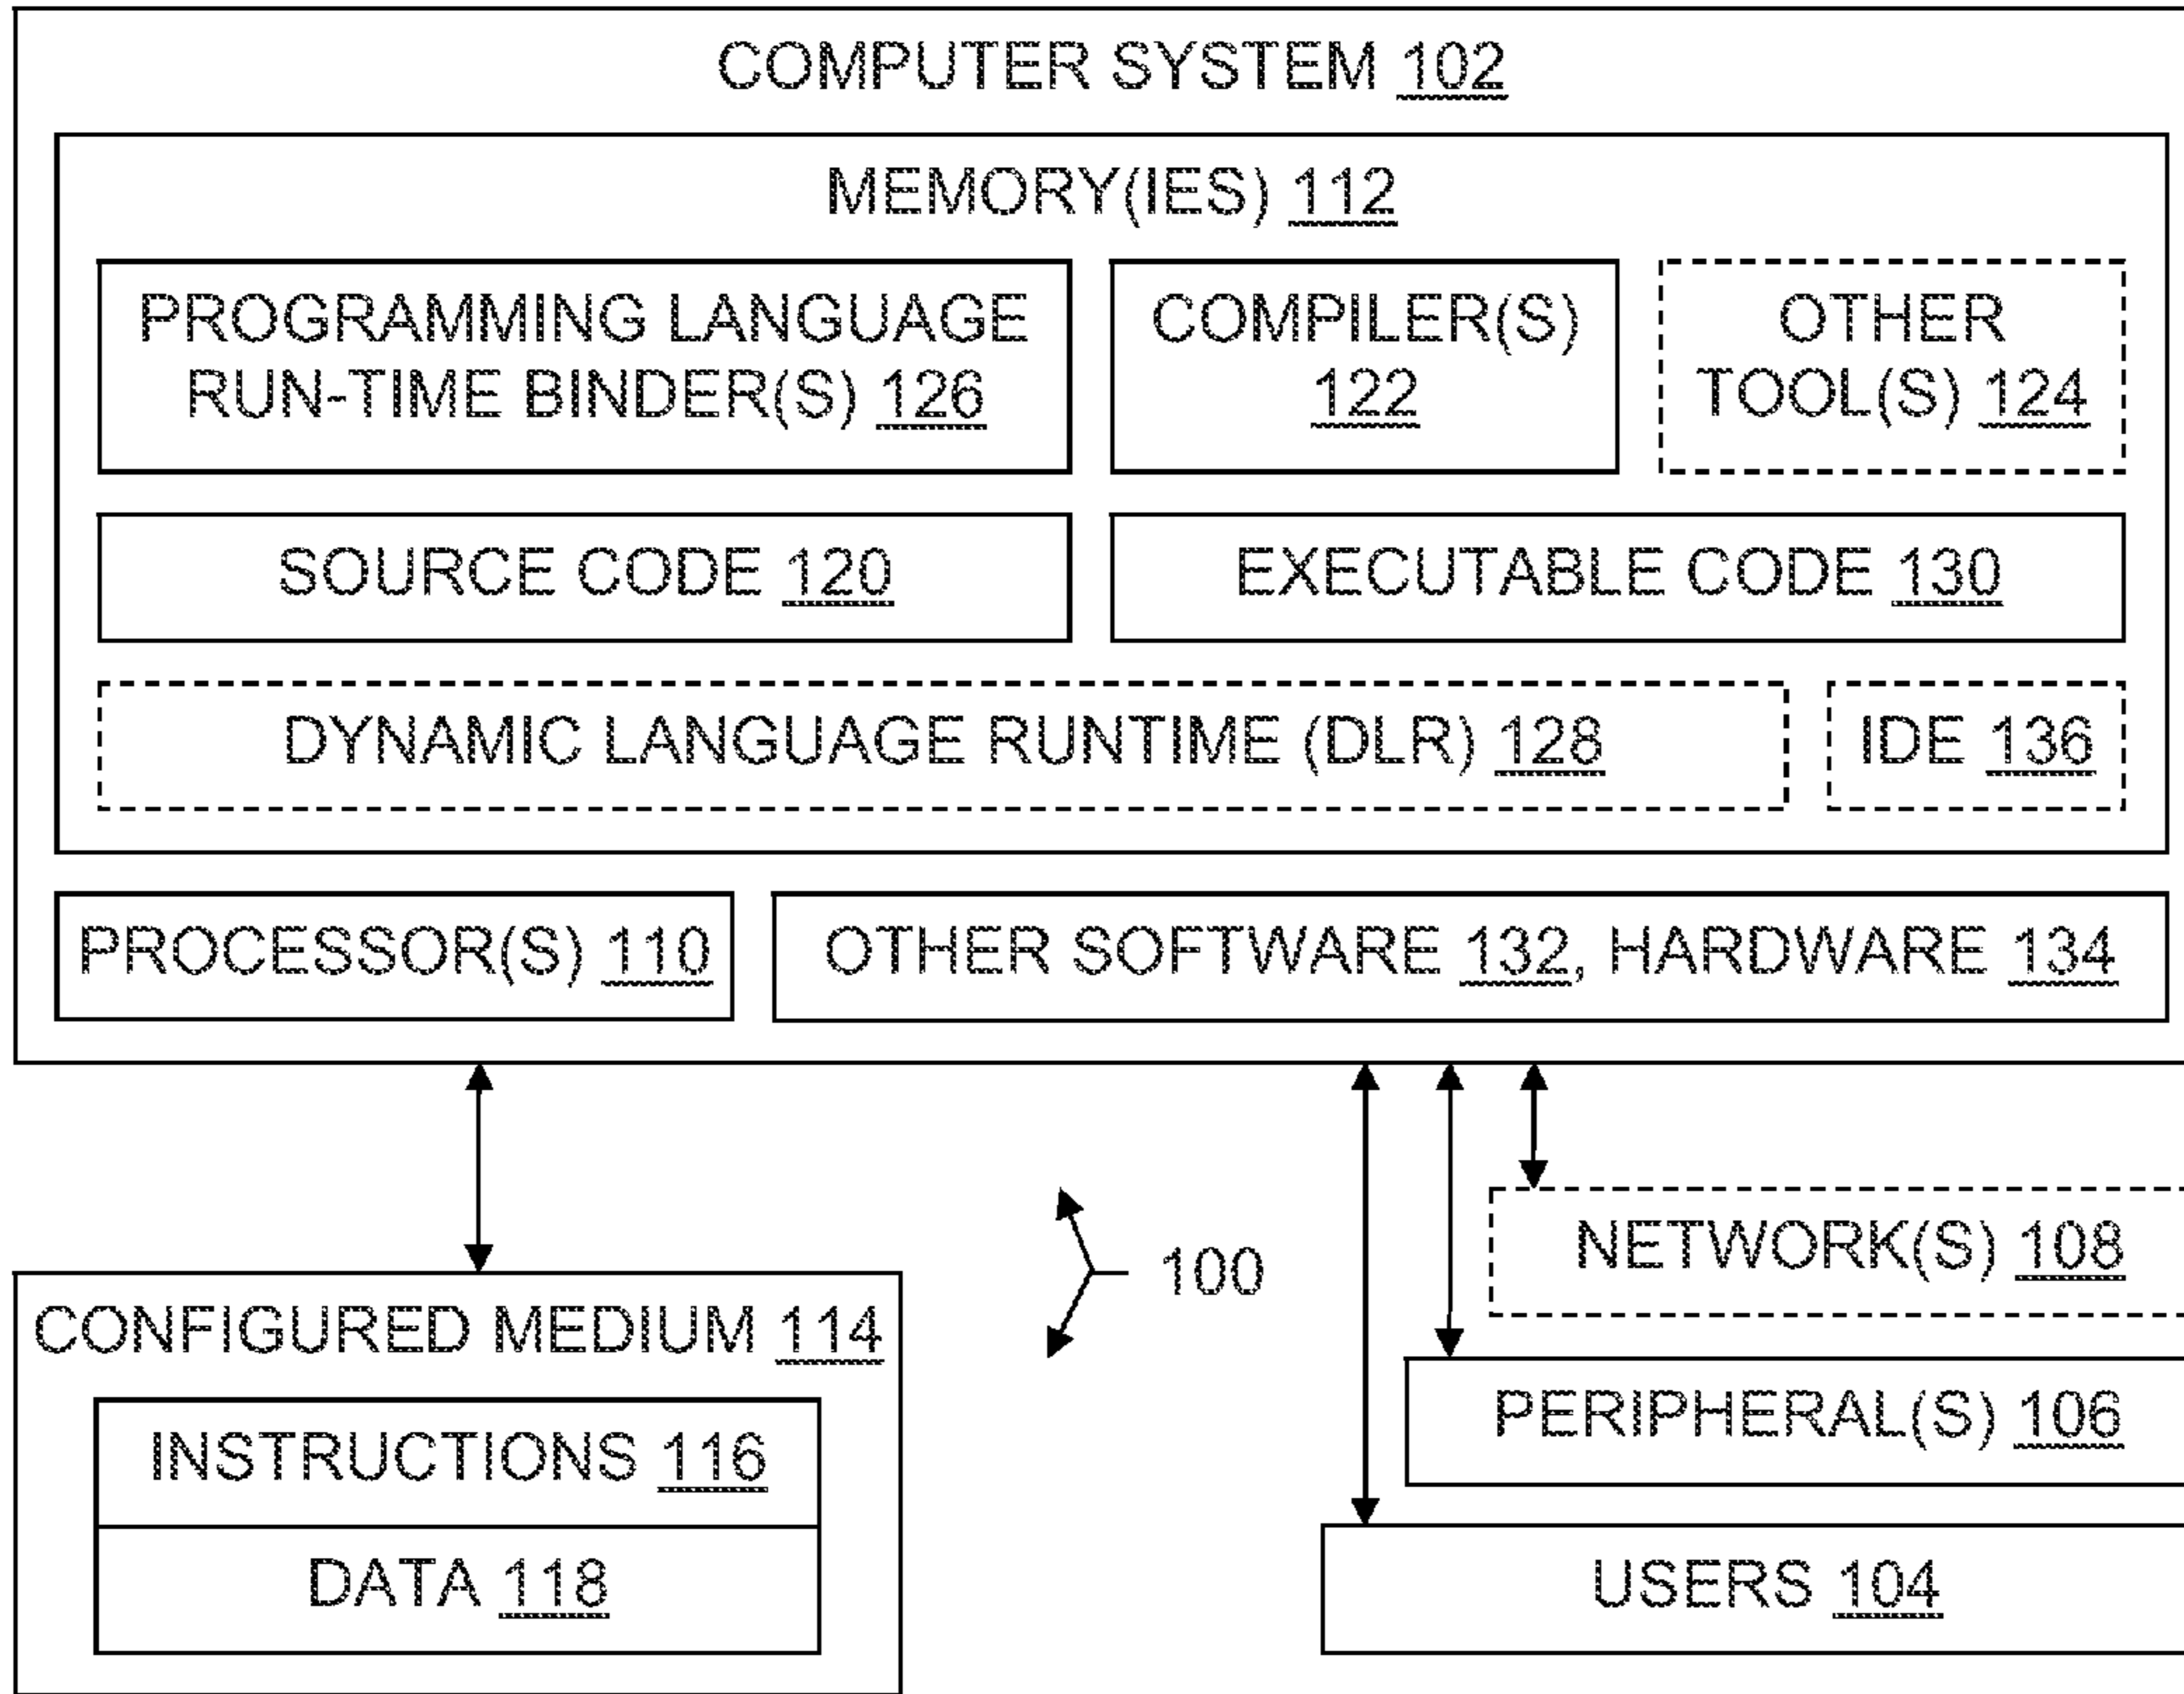 COMPUTER SYSTEM 102
MEMORY(IES) 112
PROGRAMMING LANGUAGE
RUN-TIME BINDER(S) 126
COMPILER(S)
122
OTHER
TOOL(S) 124
SOURCE CODE 120
EXECUTABLE CODE 130
DYNAMIC LANGUAGE RUNTIME (DLR) 128
IDE 136
PROCESSOR(S) 110
OTHER SOFTWARE 132, HARDWARE 134
CONFIGURED MEDIUM 114
INSTRUCTIONS 116
DATA 118
100
NETWORK(S) 108
PERIPHERAL(S) 106
USERS 104